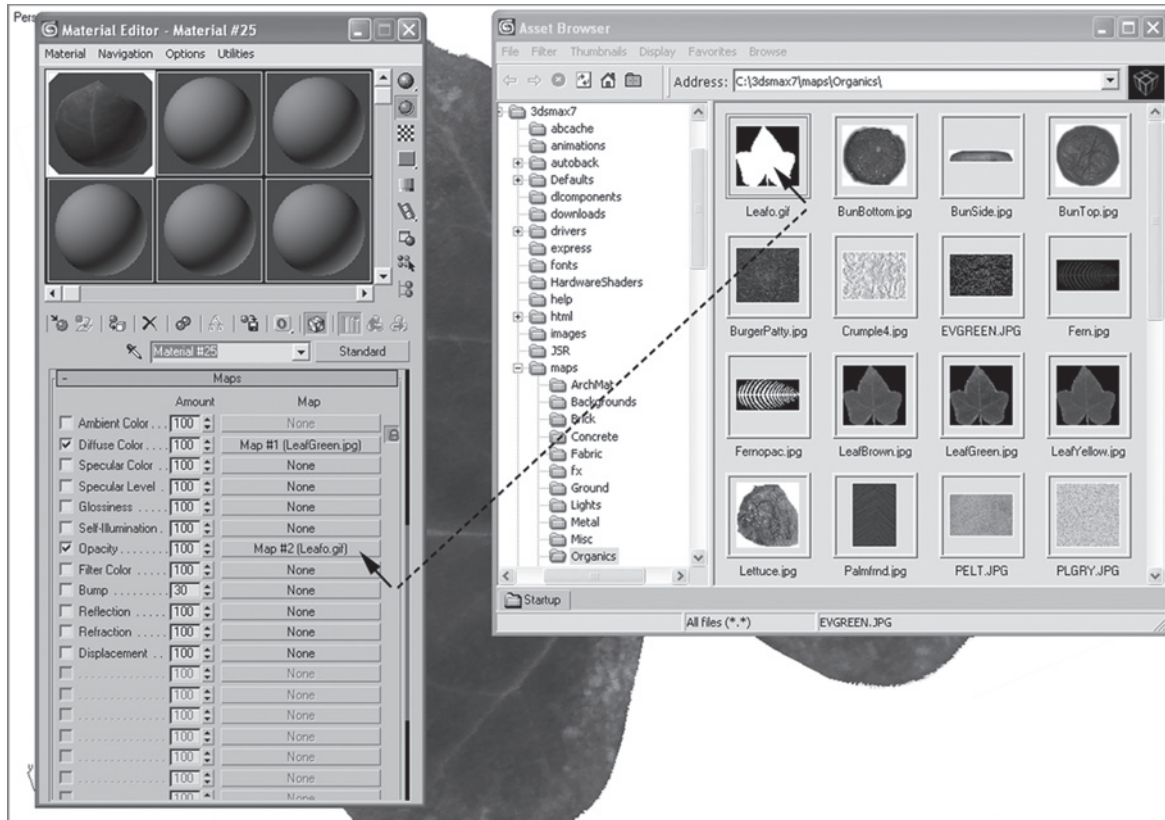 Pers
Material Editor - Material #25
Material Navigation Options Utilities
Material #25
Standard
Maps
Amount Map
Ambient Color . . . 100 None
Diffuse Color . . . . 100 Map #1 (LeafGreen.jpg)
Specular Color . . 100 None
Specular Level . 100 None
Glossiness . . . . . 100 None
Self-Illumination . 100 None
Opacity . . . . . . . . 100 Map #2 (Leafo.gif)
Filter Color . . . . . 100 None
Bump . . . . . . . . . 30 None
Reflection . . . . . 100 None
Refraction . . . . . 100 None
Displacement . . 100 None
. . . . . . . . . . . . . . . 100 None
. . . . . . . . . . . . . . . 100 None
. . . . . . . . . . . . . . . 100 None
. . . . . . . . . . . . . . . 100 None
. . . . . . . . . . . . . . . 100 None
. . . . . . . . . . . . . . . 100 None
. . . . . . . . . . . . . . . 100 None
y
Asset Browser
File Filter Thumbnails Display Favorites Browse
Address: C:\3dsmax7\maps\Organics\
3dsmax7
abcache
animations
autoback
Defaults
dlcomponents
downloads
drivers
express
fonts
HardwareShaders
help
html
images
JSR
maps
ArchMat
Backgrounds
Brick
Concrete
Fabric
fx
Ground
Lights
Metal
Misc
Organics
Leafo.gif BunBottom.jpg BunSide.jpg BunTop.jpg
BurgerPatty.jpg Crumple4.jpg EVGREEN.JPG Fern.jpg
Fernopac.jpg LeafBrown.jpg LeafGreen.jpg LeafYellow.jpg
Lettuce.jpg Palmfrnd.jpg PELT.JPG PLGRY.JPG
Startup
All files (*.*) EVGREEN.JPG